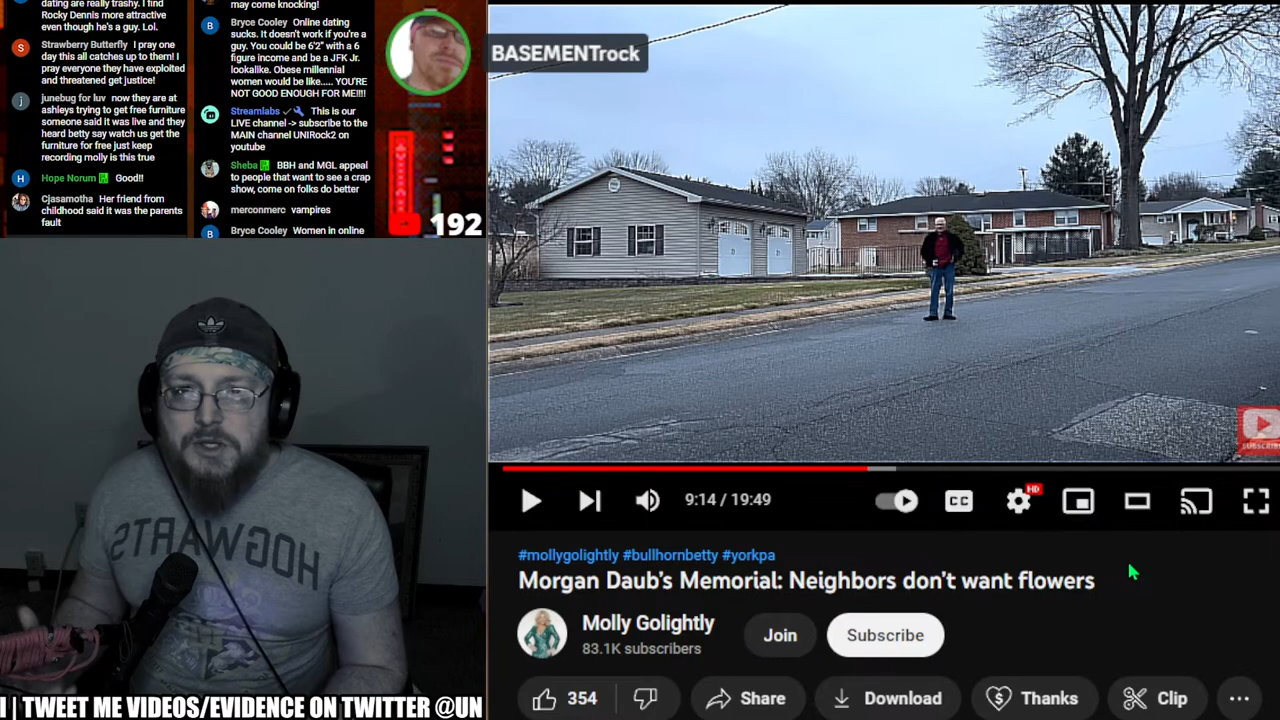 dating are really trashy. I find
Rocky Dennis more attractive
even though he's a guy. Lol.
Strawberry Butterfly I pray one
day this all catches up to them! I
pray everyone they have exploited
and threatened get justice!
junebug for luv now they are at
ashleys trying to get free furniture
someone said it was live and they
heard betty say watch us get the
furniture for free just keep
recording molly is this true
Hope Norum Good!!
Cjasamotha Her friend from
childhood said it was the parents
fault
may come knocking!
Bryce Cooley Online dating
sucks. It doesn't work if you're a
guy. You could be 6'2" with a 6
figure income and be a JFK Jr.
lookalike. Obese millennial
women would be like..... YOU'RE
NOT GOOD ENOUGH FOR ME!!!!
Streamlabs This is our
LIVE channel -> subscribe to the
MAIN channel UNIRock2 on
youtube
Sheba BBH and MGL appeal
to people that want to see a crap
show, come on folks do better
merconmerc vampires
Bryce Cooley Women in online
192
BASEMENTrock
HOGWARTS
I | TWEET ME VIDEOS/EVIDENCE ON TWITTER @UN
SUBSCRIBE
9:14 / 19:49
CC
HD
#mollygolightly #bullhornbetty #yorkpa
Morgan Daub's Memorial: Neighbors don't want flowers
Molly Golightly
83.1K subscribers
Join
Subscribe
354
Share
Download
Thanks
Clip